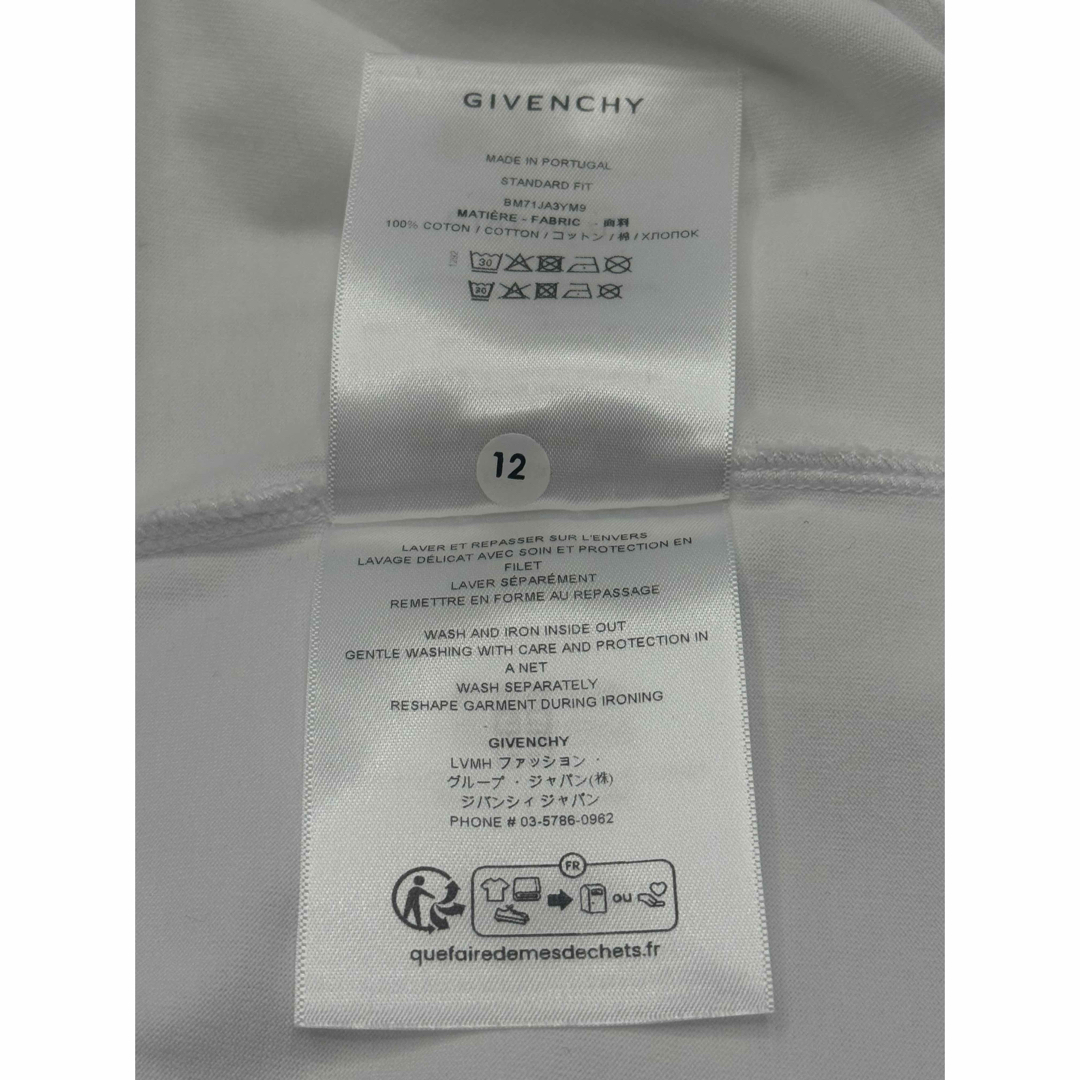 GIVENCHY
MADE IN PORTUGAL
STANDARD FIT
BM71JA3YM9
MATIÈRE - FABRIC - 面料
100% COTON / COTTON / コットン / 棉 / ХЛОПОК
30
30
12
LAVER ET REPASSER SUR L'ENVERS
LAVAGE DÉLICAT AVEC SOIN ET PROTECTION EN
FILET
LAVER SÉPARÉMENT
REMETTRE EN FORME AU REPASSAGE
WASH AND IRON INSIDE OUT
GENTLE WASHING WITH CARE AND PROTECTION IN
A NET
WASH SEPARATELY
RESHAPE GARMENT DURING IRONING
GIVENCHY
LVMH ファッション ·
グループ · ジャパン(株)
ジバンシィ ジャパン
PHONE # 03-5786-0962
FR
ou
quefairedemesdechets.fr